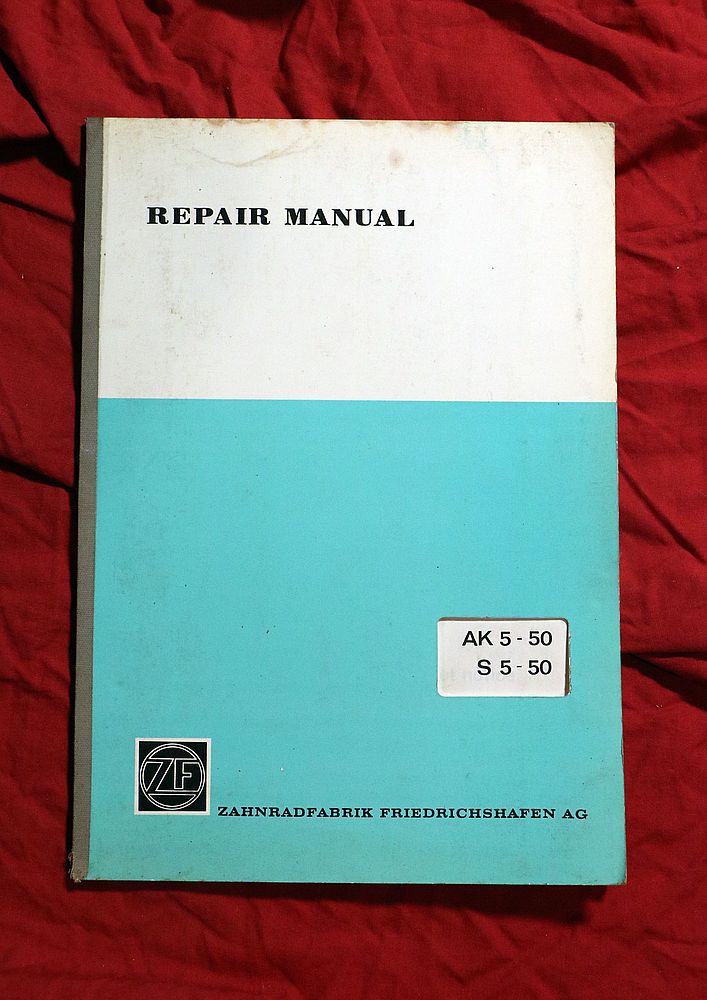 REPAIR MANUAL
AK 5 - 50
S 5 - 50
ZF
ZAHNRADFABRIK FRIEDRICHSHAFEN AG